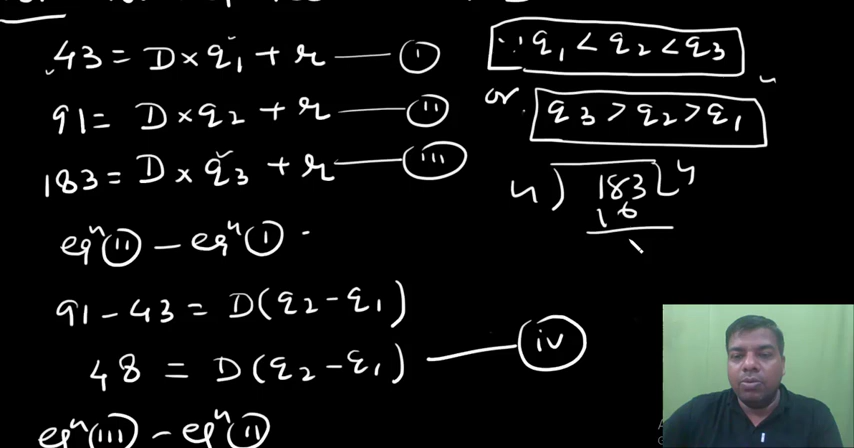 43 = D × q₁ + r —— (i)
91 = D × q₂ + r —— (ii)
183 = D × q₃ + r —— (iii)
∵ q₁ < q₂ < q₃
or
q₃ > q₂ > q₁
4 ) 183 ( 4
16
eqⁿ (ii) – eqⁿ (i)
91 – 43 = D (q₂ – q₁)
48 = D (q₂ – q₁) —— (iv)
eqⁿ (iii) – eqⁿ (ii)